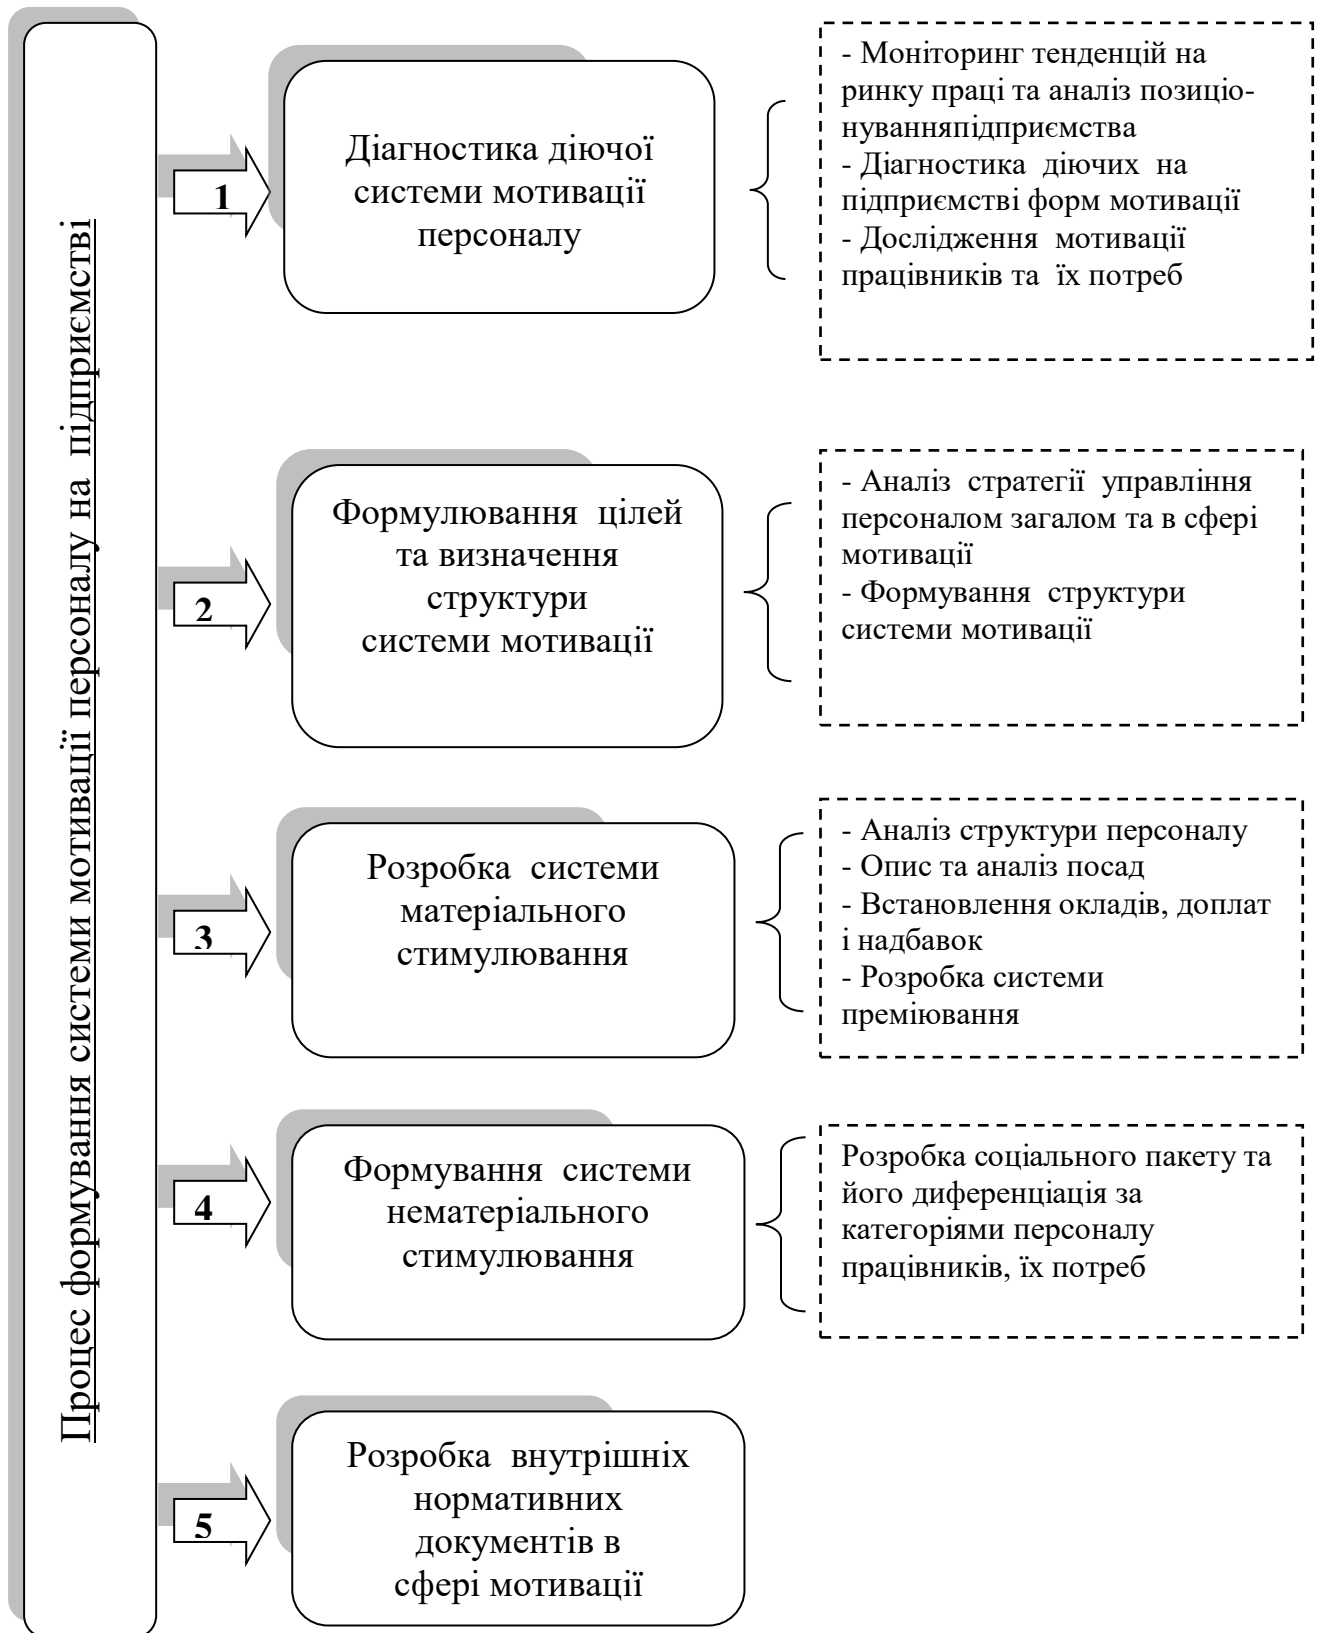 Процес формування системи мотивації персоналу на підприємстві
1
Діагностика діючої
системи мотивації
персоналу
- Моніторинг тенденцій на
ринку праці та аналіз позиціо-
нуванняпідприємства
- Діагностика діючих на
підприємстві форм мотивації
- Дослідження мотивації
працівників та їх потреб
2
Формулювання цілей
та визначення
структури
системи мотивації
- Аналіз стратегії управління
персоналом загалом та в сфері
мотивації
- Формування структури
системи мотивації
3
Розробка системи
матеріального
стимулювання
- Аналіз структури персоналу
- Опис та аналіз посад
- Встановлення окладів, доплат
і надбавок
- Розробка системи
преміювання
4
Формування системи
нематеріального
стимулювання
Розробка соціального пакету та
його диференціація за
категоріями персоналу
працівників, їх потреб
5
Розробка внутрішніх
нормативних
документів в
сфері мотивації